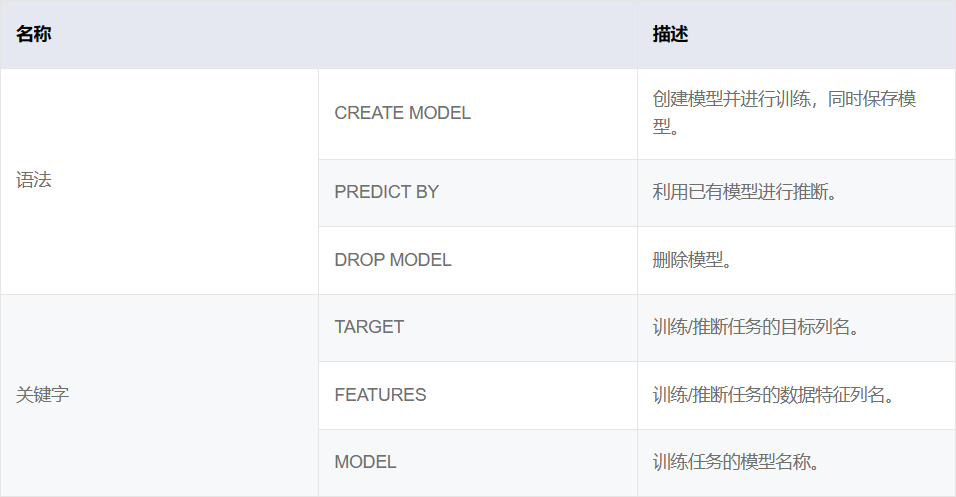 名称
描述
语法
CREATE MODEL
创建模型并进行训练，同时保存模
型。
PREDICT BY
利用已有模型进行推断。
DROP MODEL
删除模型。
关键字
TARGET
训练/推断任务的目标列名。
FEATURES
训练/推断任务的数据特征列名。
MODEL
训练任务的模型名称。